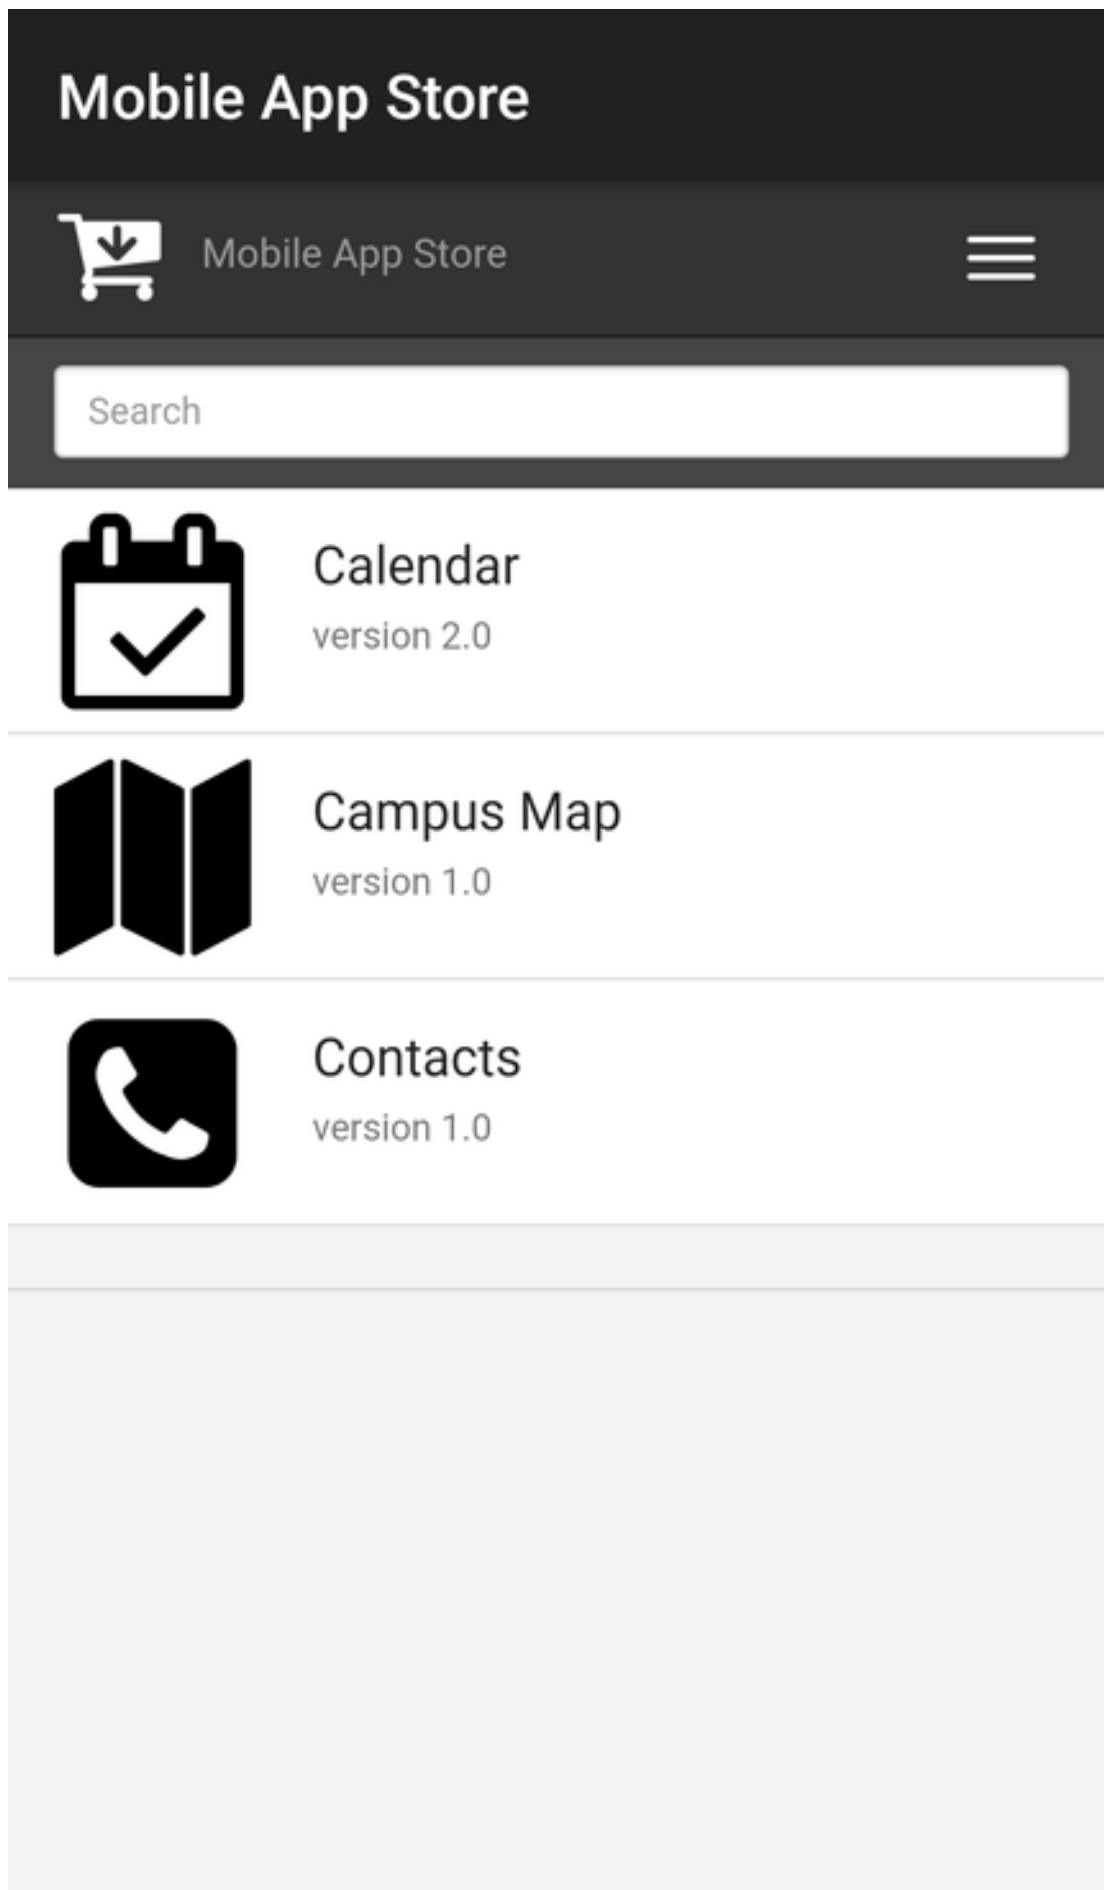 Mobile App Store
Mobile App Store
Search
Calendar
version 2.0
Campus Map
version 1.0
Contacts
version 1.0